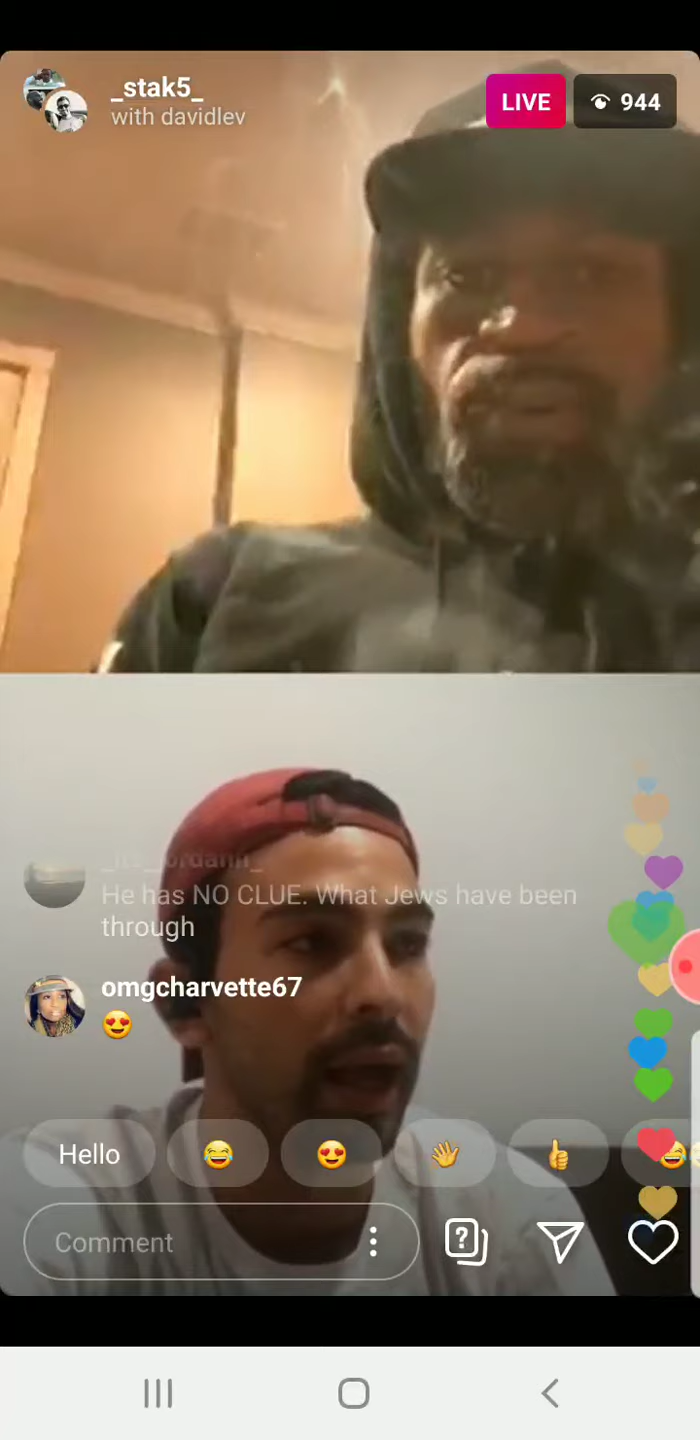 _stak5_
with davidlev
LIVE
944
He has NO CLUE. What Jews have been
through
omgcharvette67
Hello
Comment